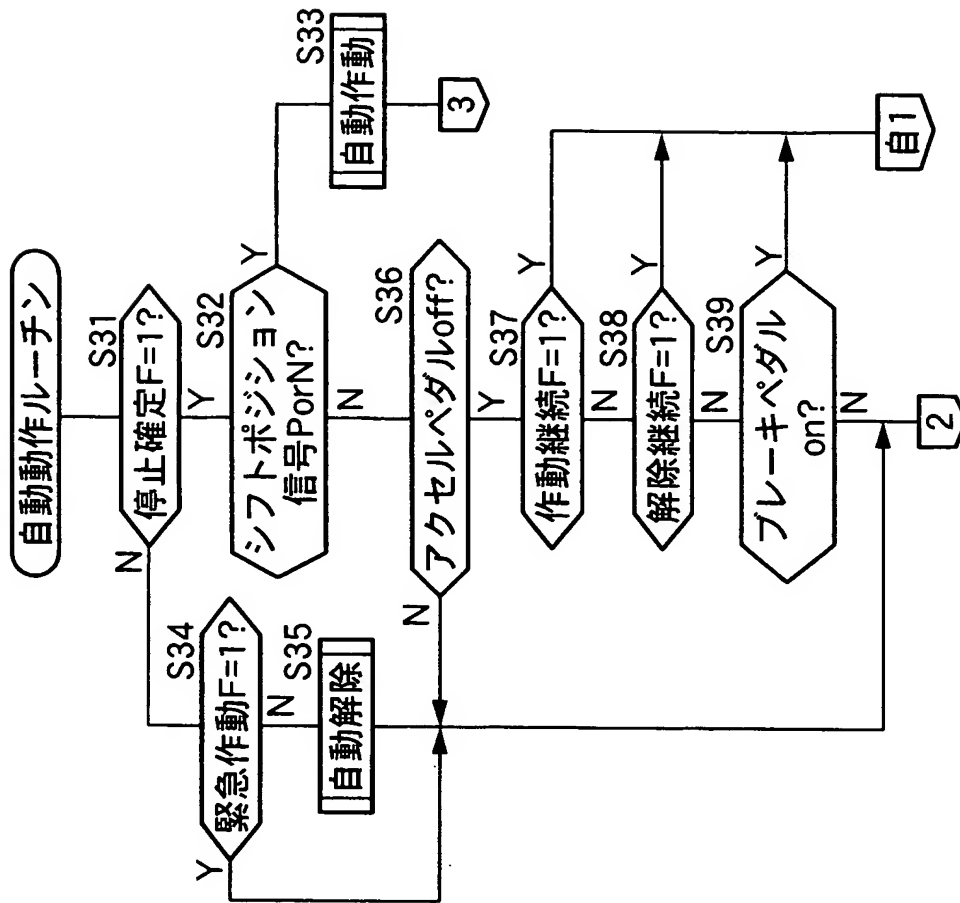 自動動作ルーチン
S31
停止確定F=1?
N
Y
S32
シフトポジション
信号PorN?
Y
N
S33
自動作動
3
S34
緊急作動F=1?
Y
N
S35
自動解除
S36
アクセルペダルoff?
N
Y
S37
作動継続F=1?
Y
N
S38
解除継続F=1?
Y
N
S39
ブレーキペダル
on?
Y
N
自1
2